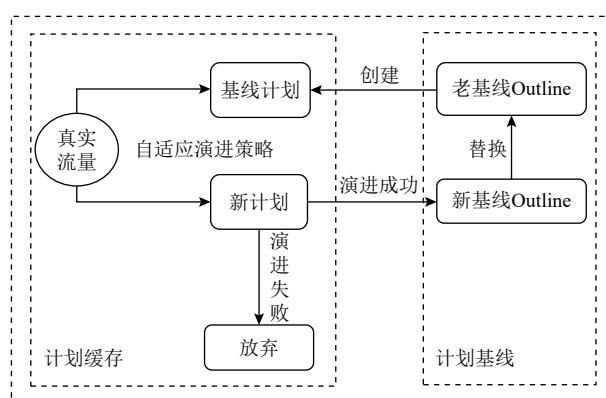 创建
基线计划
老基线Outline
真实
流量
自适应演进策略
替换
演进成功
新计划
新基线Outline
演
进
失
败
放弃
计划缓存
计划基线